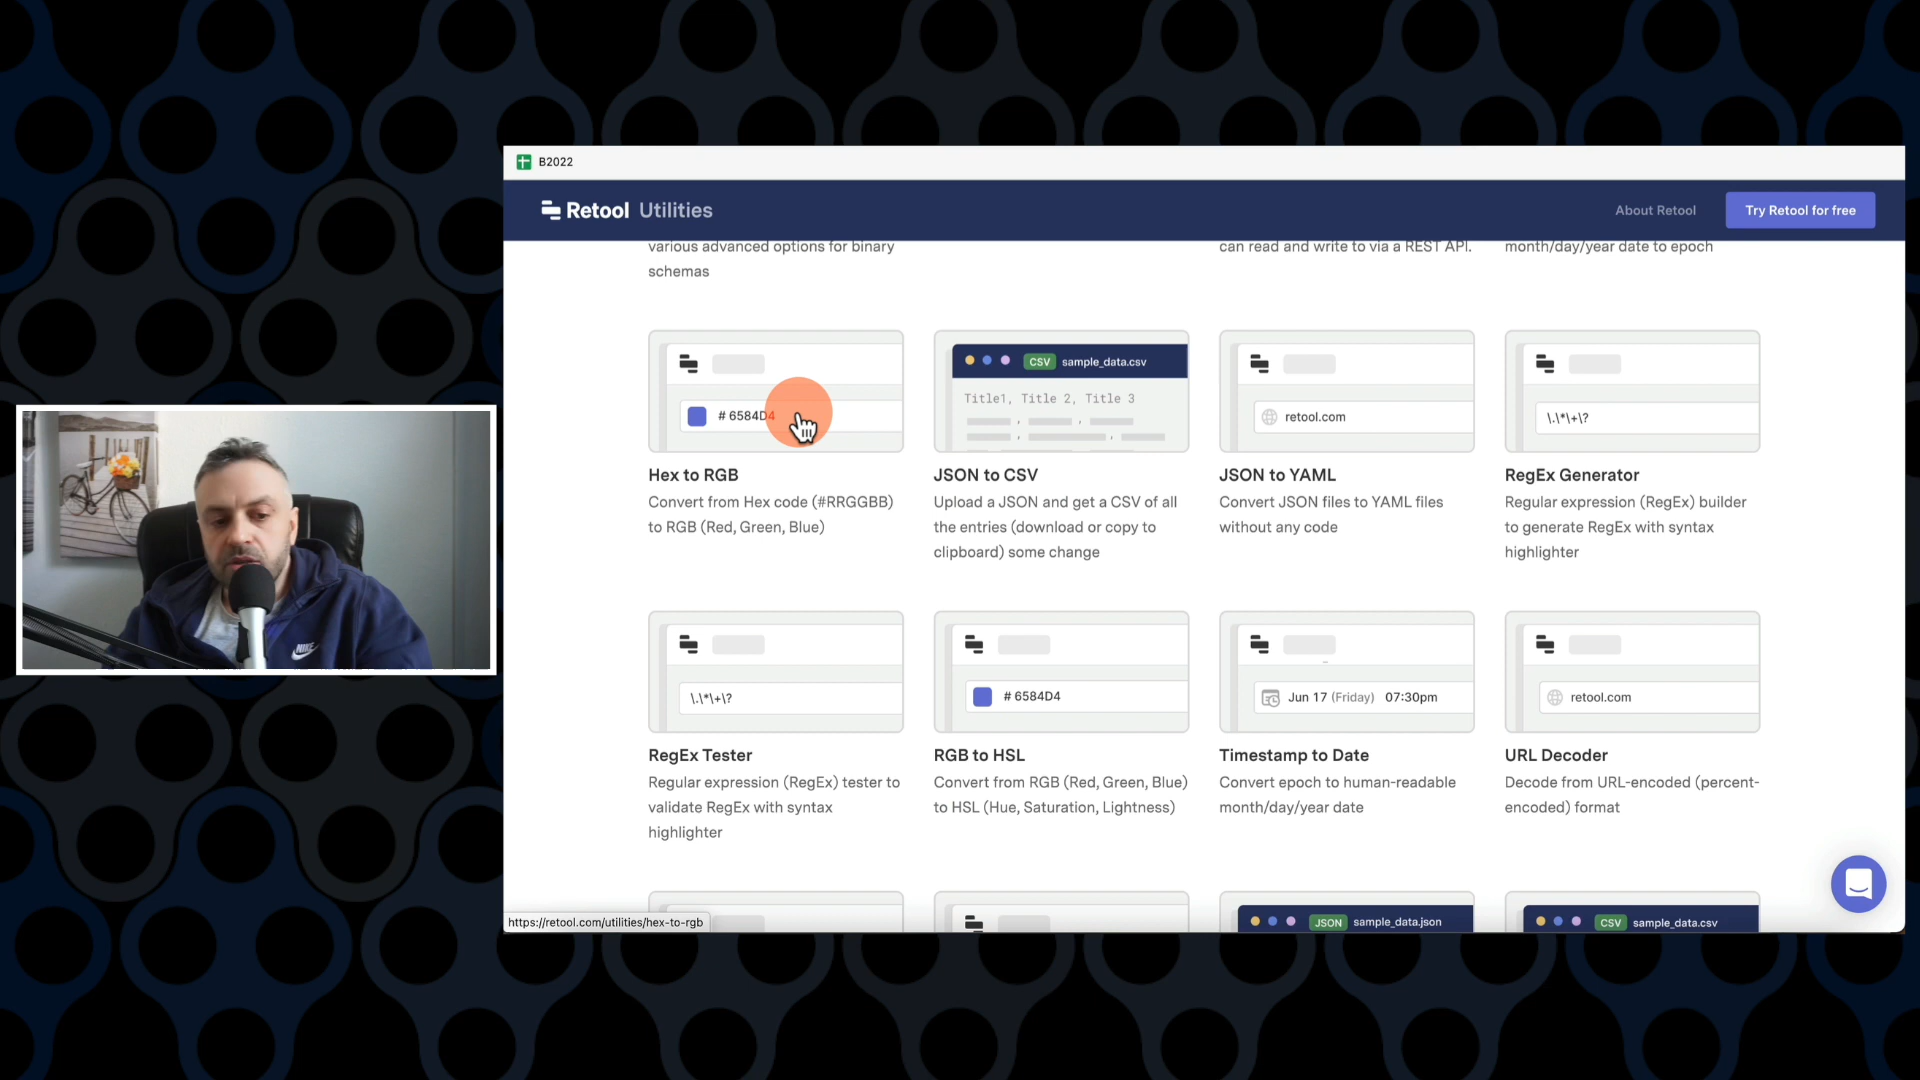 B2022
Retool Utilities
About Retool
Try Retool for free
various advanced options for binary
schemas
can read and write to via a REST API.
month/day/year date to epoch
# 6584D4
Hex to RGB
Convert from Hex code (#RRGGBB)
to RGB (Red, Green, Blue)
CSV sample_data.csv
Title1, Title 2, Title 3
JSON to CSV
Upload a JSON and get a CSV of all
the entries (download or copy to
clipboard) some change
retool.com
JSON to YAML
Convert JSON files to YAML files
without any code
\.\*\+\?
RegEx Generator
Regular expression (RegEx) builder
to generate RegEx with syntax
highlighter
\.\*\+\?
RegEx Tester
Regular expression (RegEx) tester to
validate RegEx with syntax
highlighter
# 6584D4
RGB to HSL
Convert from RGB (Red, Green, Blue)
to HSL (Hue, Saturation, Lightness)
Jun 17 (Friday) 07:30pm
Timestamp to Date
Convert epoch to human-readable
month/day/year date
retool.com
URL Decoder
Decode from URL-encoded (percent-
encoded) format
https://retool.com/utilities/hex-to-rgb
JSON sample_data.json
CSV sample_data.csv
NIKE